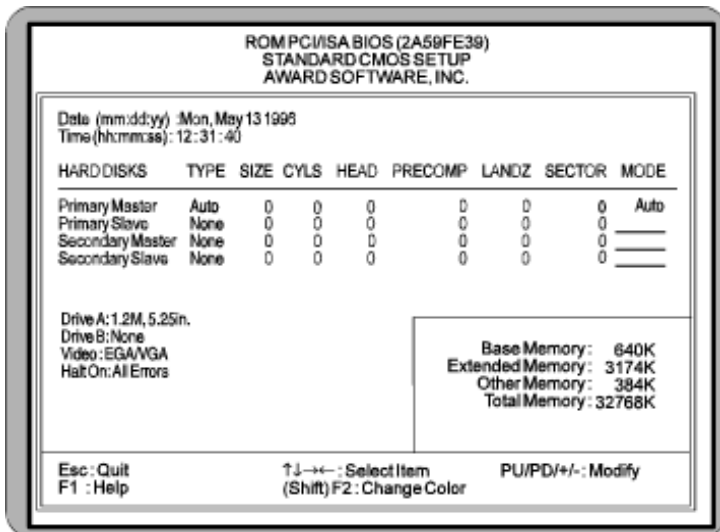 ROM PCI/ISA BIOS (2A59FE39)
STANDARD CMOS SETUP
AWARD SOFTWARE, INC.
Date (mm:dd:yy) :Mon, May 13 1996
Time (hh:mm:ss) : 12 : 31 : 40
HARD DISKS TYPE SIZE CYLS HEAD PRECOMP LANDZ SECTOR MODE
Primary Master Auto 0 0 0 0 0 0 Auto
Primary Slave None 0 0 0 0 0 0
Secondary Master None 0 0 0 0 0 0
Secondary Slave None 0 0 0 0 0 0
Drive A: 1.2M, 5.25in.
Drive B: None
Video : EGA/VGA
Halt On : All Errors
Base Memory : 640K
Extended Memory : 3174K
Other Memory : 384K
Total Memory : 32768K
Esc : Quit ↑↓→← : Select Item PU/PD/+/- : Modify
F1 : Help (Shift) F2 : Change Color